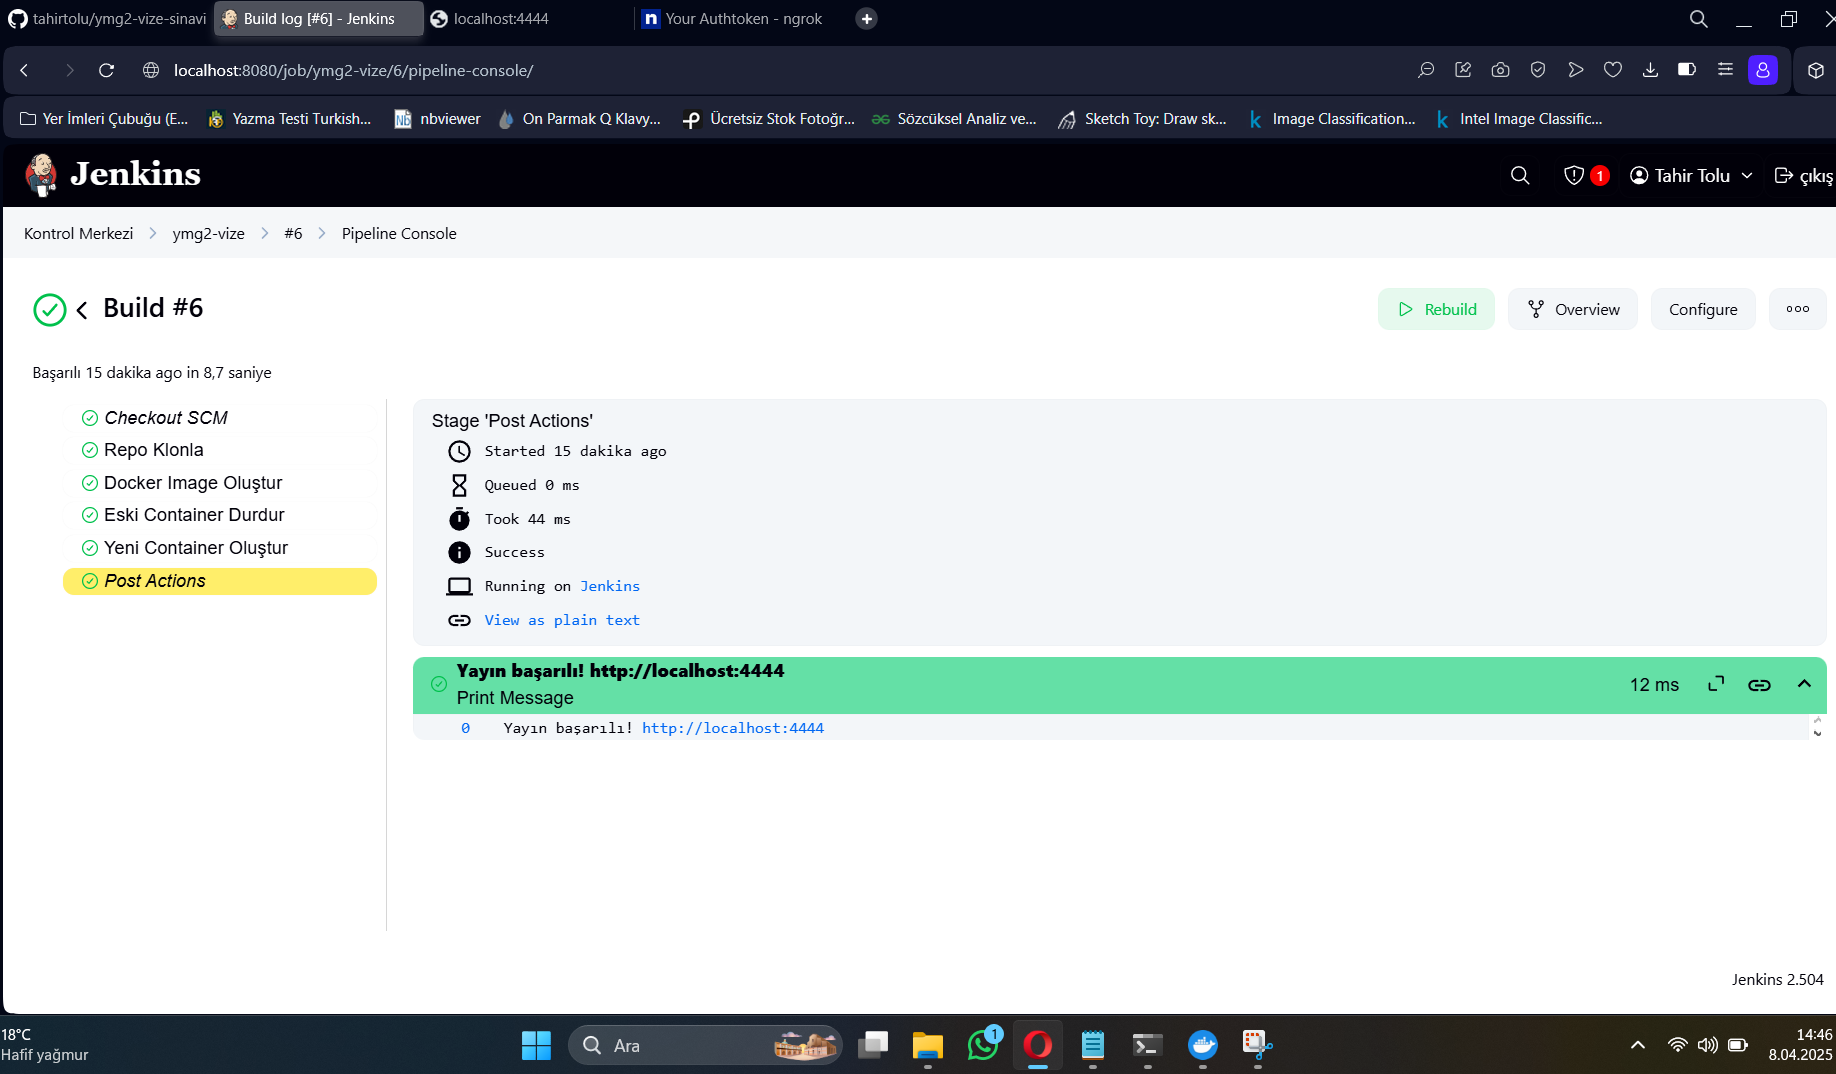 tahirtolu/ymg2-vize-sinavi
Build log [#6] - Jenkins
localhost:4444
Your Authtoken - ngrok
localhost:8080/job/ymg2-vize/6/pipeline-console/
Yer İmleri Çubuğu (E...
Yazma Testi Turkish...
nbviewer
On Parmak Q Klavy...
Ücretsiz Stok Fotoğr...
Sözcüksel Analiz ve...
Sketch Toy: Draw sk...
Image Classification...
Intel Image Classific...
Jenkins
1
Tahir Tolu
çıkış
Kontrol Merkezi
ymg2-vize
#6
Pipeline Console
Build #6
Rebuild
Overview
Configure
Başarılı 15 dakika ago in 8,7 saniye
Checkout SCM
Repo Klonla
Docker Image Oluştur
Eski Container Durdur
Yeni Container Oluştur
Post Actions
Stage 'Post Actions'
Started 15 dakika ago
Queued 0 ms
Took 44 ms
Success
Running on Jenkins
View as plain text
Yayın başarılı! http://localhost:4444
Print Message
12 ms
0 Yayın başarılı! http://localhost:4444
Jenkins 2.504
18°C
Hafif yağmur
Ara
1
14:46
8.04.2025